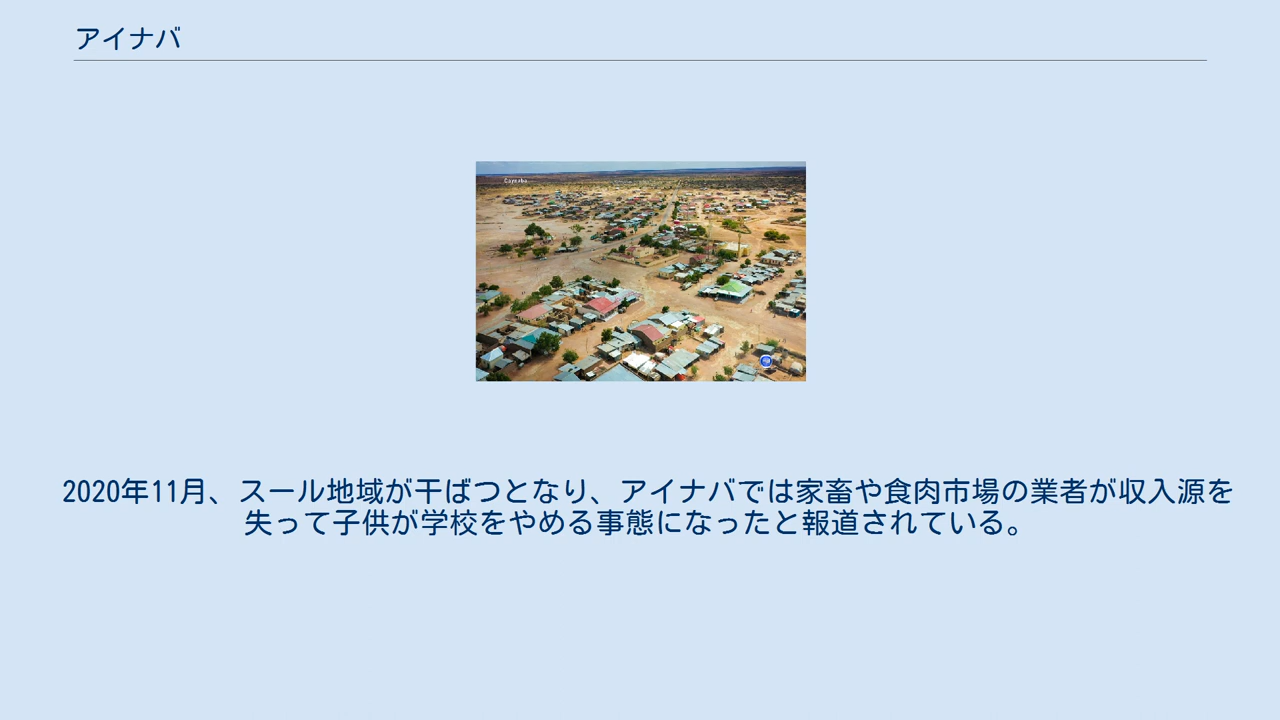 アイナバ
Caynabo
2020年11月、スール地域が干ばつとなり、アイナバでは家畜や食肉市場の業者が収入源を
失って子供が学校をやめる事態になったと報道されている。